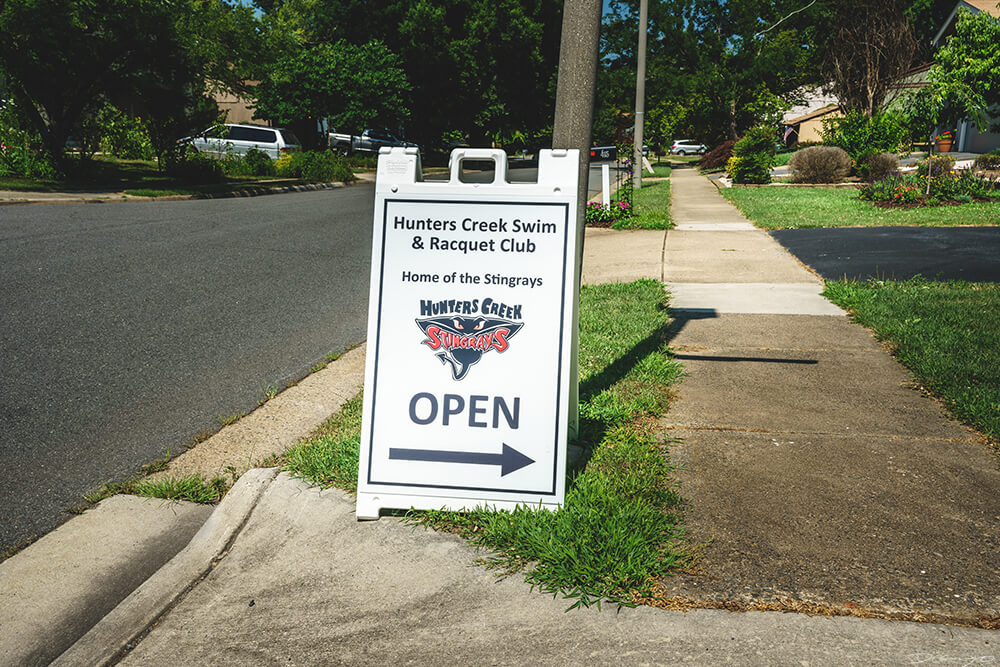 Hunters Creek Swim
& Racquet Club
Home of the Stingrays
HUNTERS CREEK
STINGRAYS
OPEN